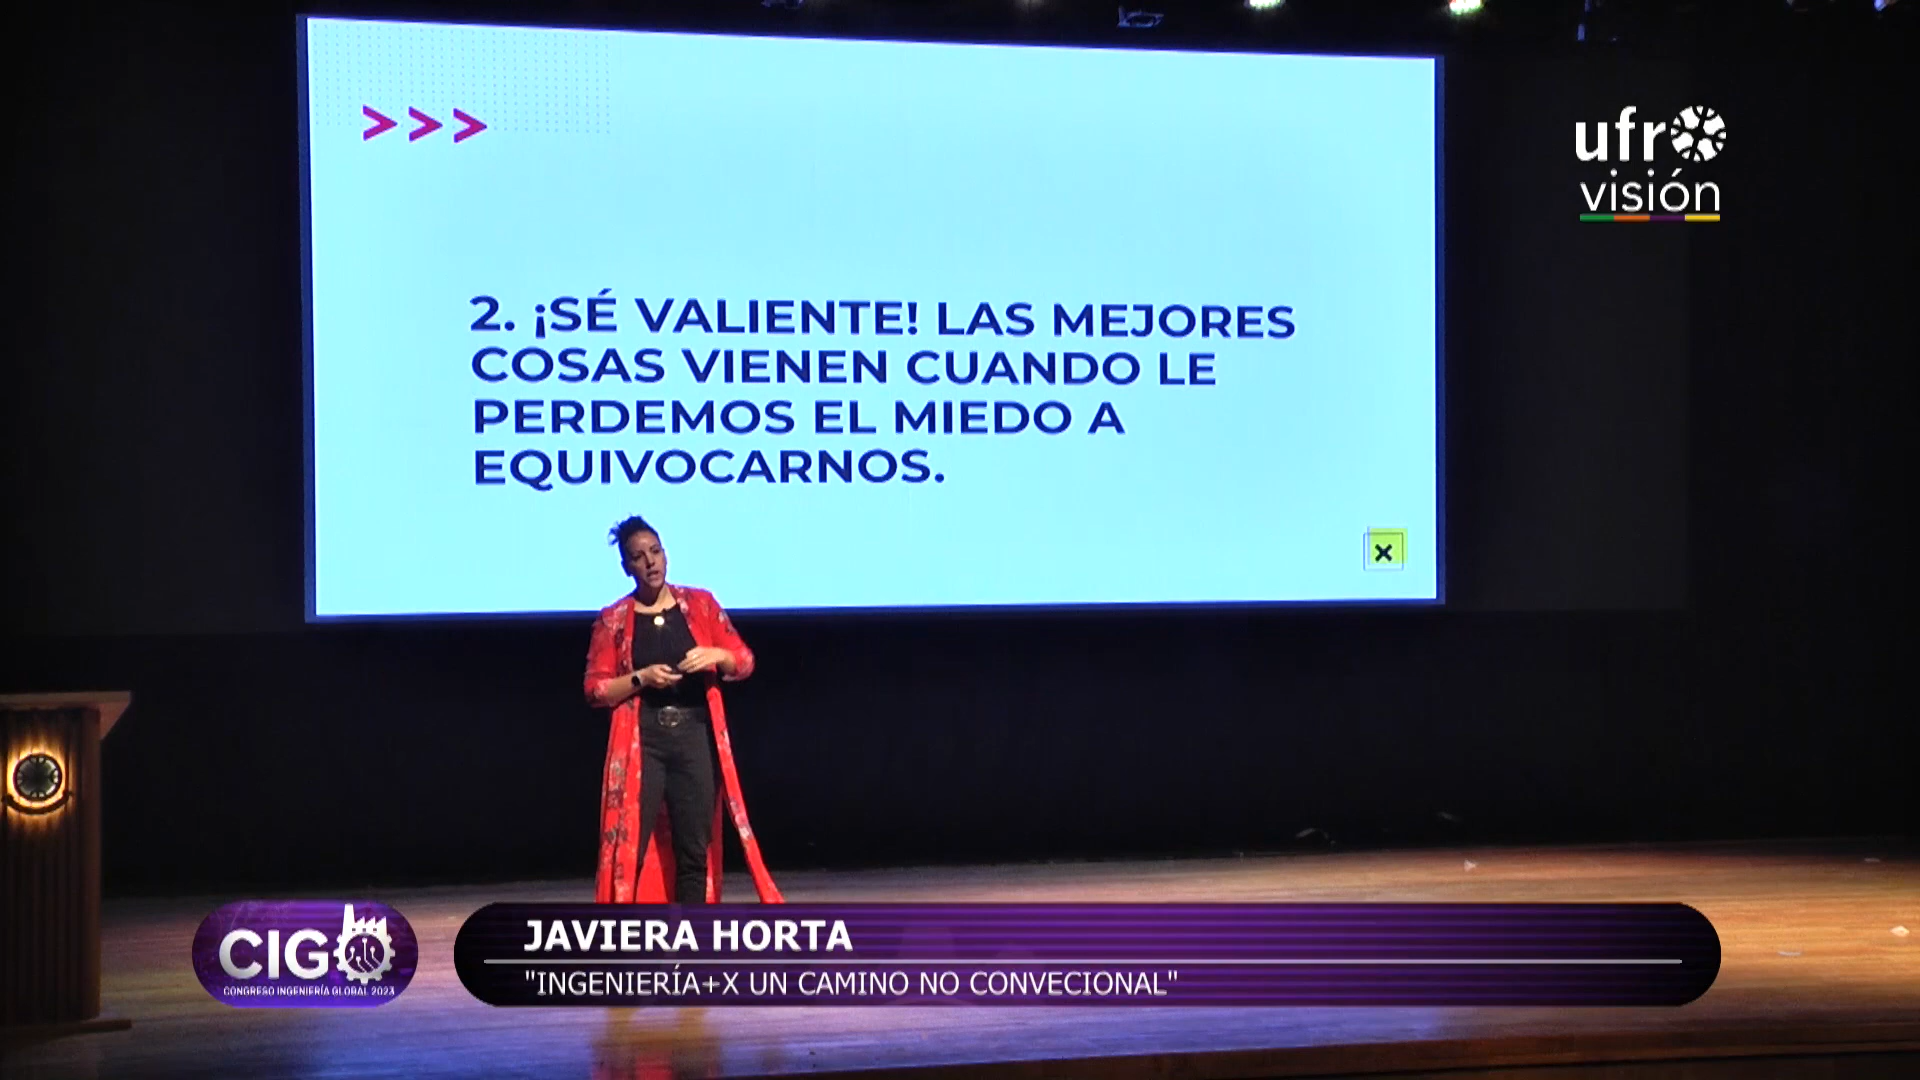 >>>
ufro
visión
2. ¡SÉ VALIENTE! LAS MEJORES
COSAS VIENEN CUANDO LE
PERDEMOS EL MIEDO A
EQUIVOCARNOS.
x
CIGO
CONGRESO INGENIERÍA GLOBAL 2023
JAVIERA HORTA
"INGENIERÍA+X UN CAMINO NO CONVECIONAL"